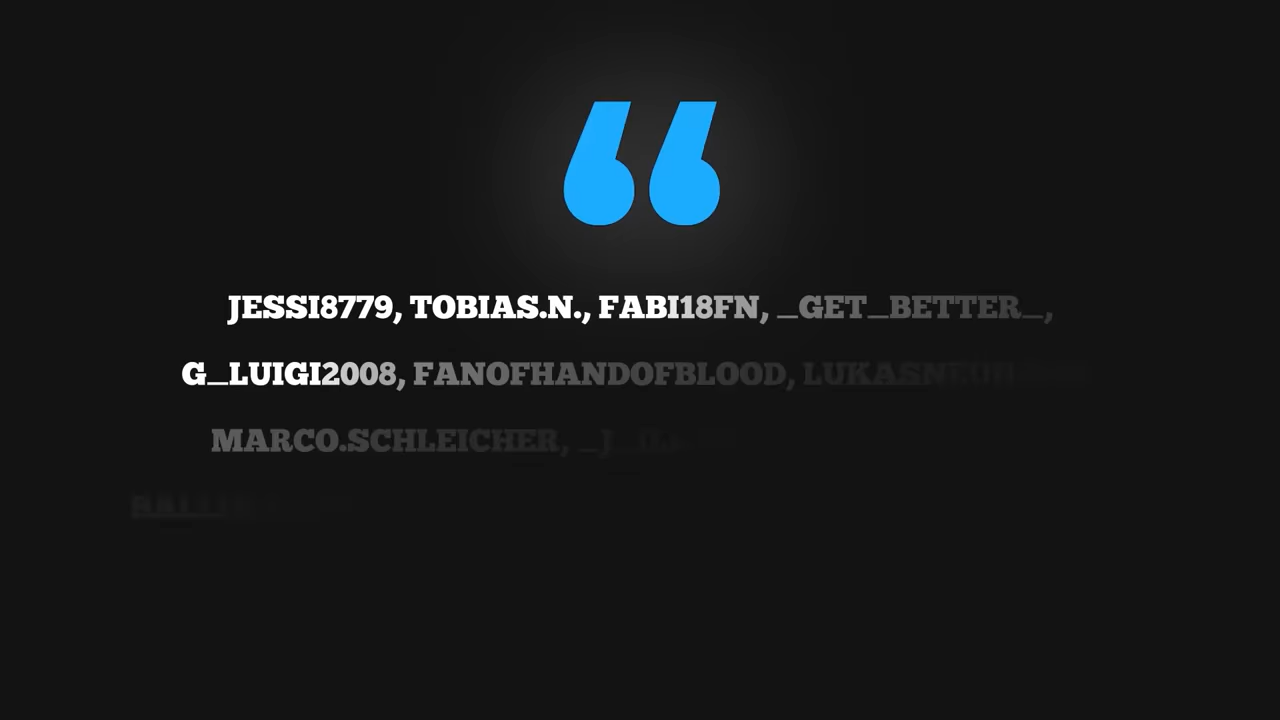 “
JESSI8779, TOBIAS.N., FABI18FN, _GET_BETTER_,
G_LUIGI2008, FANOFHANDOFBLOOD,
MARCO.SCHLEICHER,